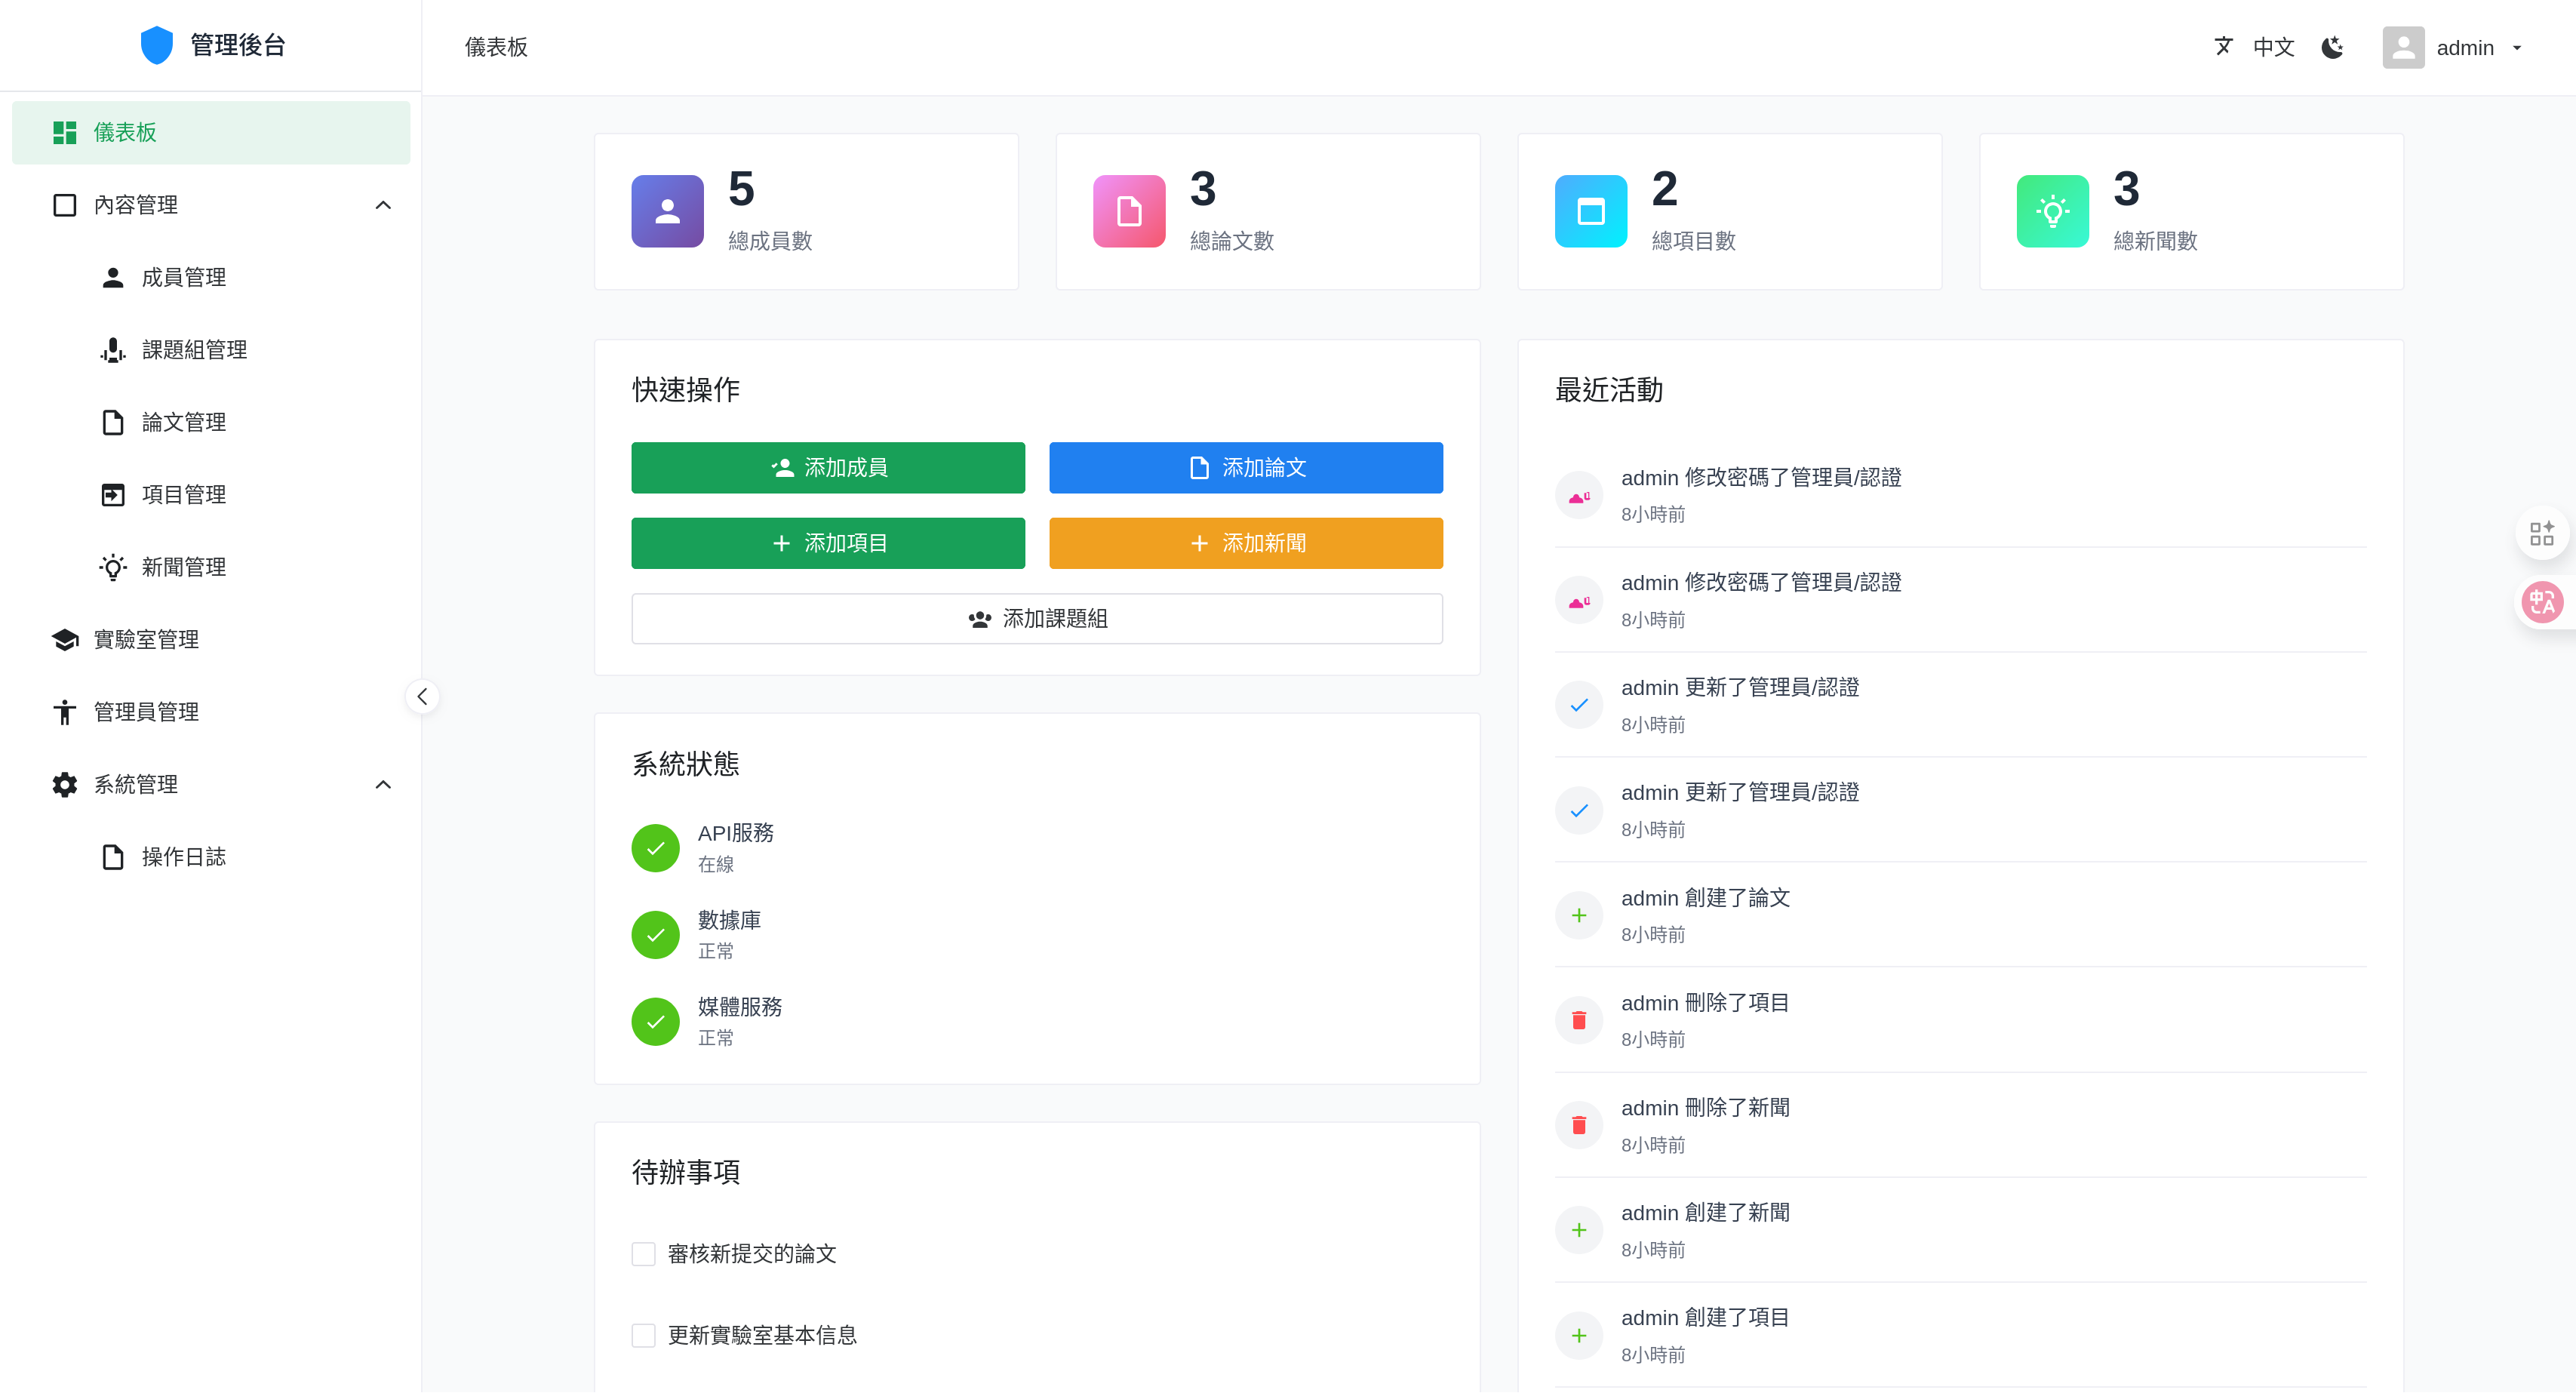 管理後台
儀表板
內容管理
成員管理
課題組管理
論文管理
項目管理
新聞管理
實驗室管理
管理員管理
系統管理
操作日誌
儀表板
中文
admin
5
總成員數
3
總論文數
2
總項目數
3
總新聞數
快速操作
添加成員
添加論文
添加項目
添加新聞
添加課題組
系統狀態
API服務
在線
數據庫
正常
媒體服務
正常
待辦事項
審核新提交的論文
更新實驗室基本信息
最近活動
admin 修改密碼了管理員/認證
8小時前
admin 修改密碼了管理員/認證
8小時前
admin 更新了管理員/認證
8小時前
admin 更新了管理員/認證
8小時前
admin 創建了論文
8小時前
admin 刪除了項目
8小時前
admin 刪除了新聞
8小時前
admin 創建了新聞
8小時前
admin 創建了項目
8小時前